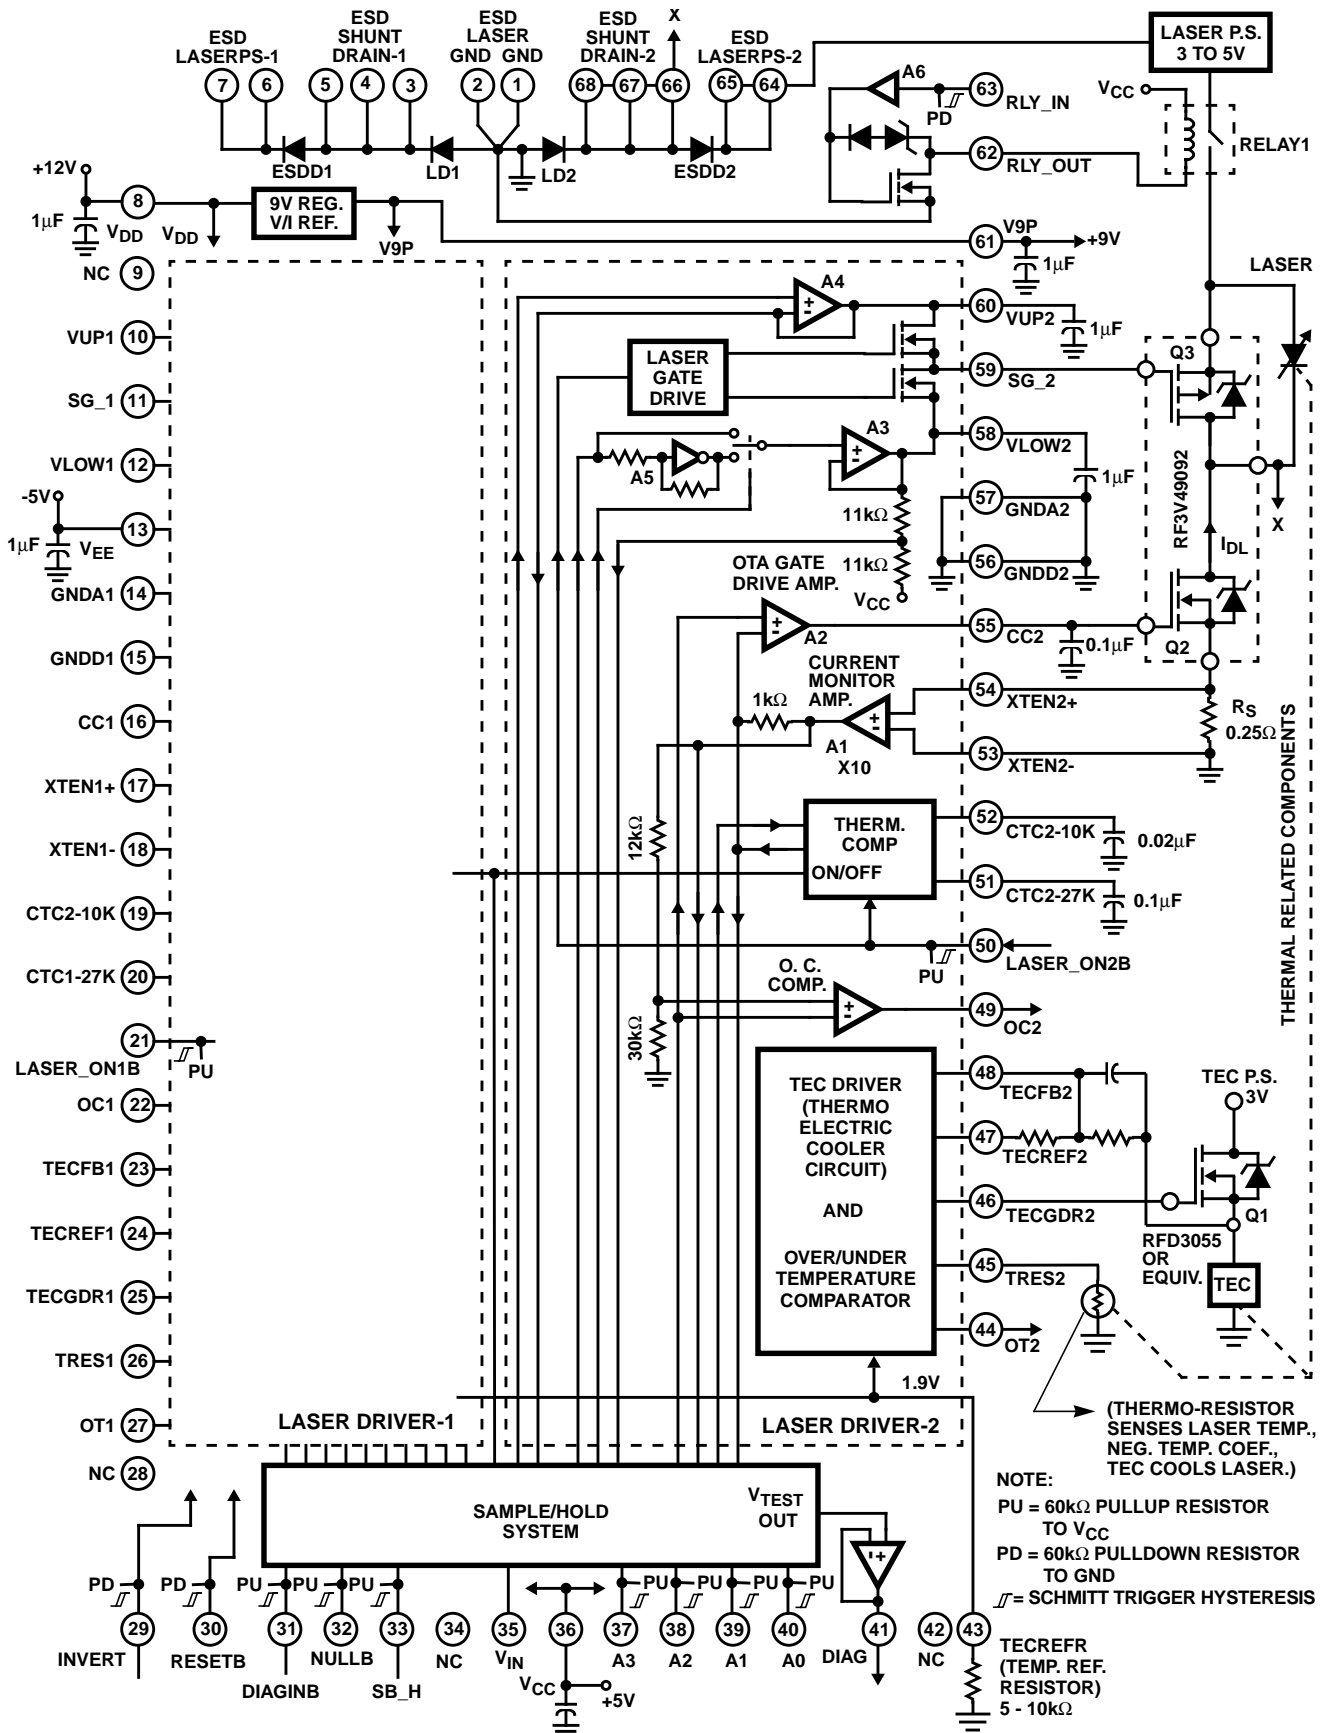 ESD
LASERPS-1
ESD
SHUNT
DRAIN-1
ESD
LASER
GND GND
ESD
SHUNT
DRAIN-2
X
ESD
LASERPS-2
LASER P.S.
3 TO 5V
7
6
5
4
3
2
1
68
67
66
65
64
A6
63
RLY_IN
PD
VCC
RELAY1
62
RLY_OUT
ESDD1
LD1
LD2
ESDD2
+12V
8
1µF
VDD
VDD
9V REG.
V/I REF.
V9P
61
V9P
+9V
1µF
LASER
NC 9
VUP1 10
SG_1 11
VLOW1 12
-5V
13
1µF
VEE
GNDA1 14
GNDD1 15
CC1 16
XTEN1+ 17
XTEN1- 18
CTC2-10K 19
CTC1-27K 20
21
LASER_ON1B
PU
OC1 22
TECFB1 23
TECREF1 24
TECGDR1 25
TRES1 26
OT1 27
NC 28
LASER DRIVER-1
LASER DRIVER-2
A4
60
VUP2
1µF
LASER
GATE
DRIVE
59
SG_2
Q3
A3
A5
58
VLOW2
1µF
11kΩ
57
GNDA2
OTA GATE
DRIVE AMP.
11kΩ
VCC
56
GNDD2
RF3V49092
IDL
X
A2
55
CC2
0.1µF
Q2
CURRENT
MONITOR
AMP.
1kΩ
A1
X10
54
XTEN2+
53
XTEN2-
RS
0.25Ω
THERMAL RELATED COMPONENTS
12kΩ
THERM.
COMP
ON/OFF
52
CTC2-10K
0.02µF
51
CTC2-27K
0.1µF
50
LASER_ON2B
PU
O. C.
COMP.
49
OC2
30kΩ
TEC DRIVER
(THERMO
ELECTRIC
COOLER
CIRCUIT)
AND
OVER/UNDER
TEMPERATURE
COMPARATOR
48
TECFB2
47
TECREF2
46
TECGDR2
45
TRES2
44
OT2
TEC P.S.
3V
Q1
RFD3055
OR
EQUIV.
TEC
1.9V
(THERMO-RESISTOR
SENSES LASER TEMP.,
NEG. TEMP. COEF.,
TEC COOLS LASER.)
NOTE:
PU = 60kΩ PULLUP RESISTOR
TO VCC
PD = 60kΩ PULLDOWN RESISTOR
TO GND
= SCHMITT TRIGGER HYSTERESIS
SAMPLE/HOLD
SYSTEM
VTEST
OUT
PD
PD
PU
PU
PU
PU
PU
PU
29
INVERT
30
RESETB
31
DIAGINB
32
NULLB
33
SB_H
34
NC
35
VIN
36
VCC
+5V
37
A3
38
A2
39
A1
40
A0
41
DIAG
42
NC
43
TECREFR
(TEMP. REF.
RESISTOR)
5 - 10kΩ